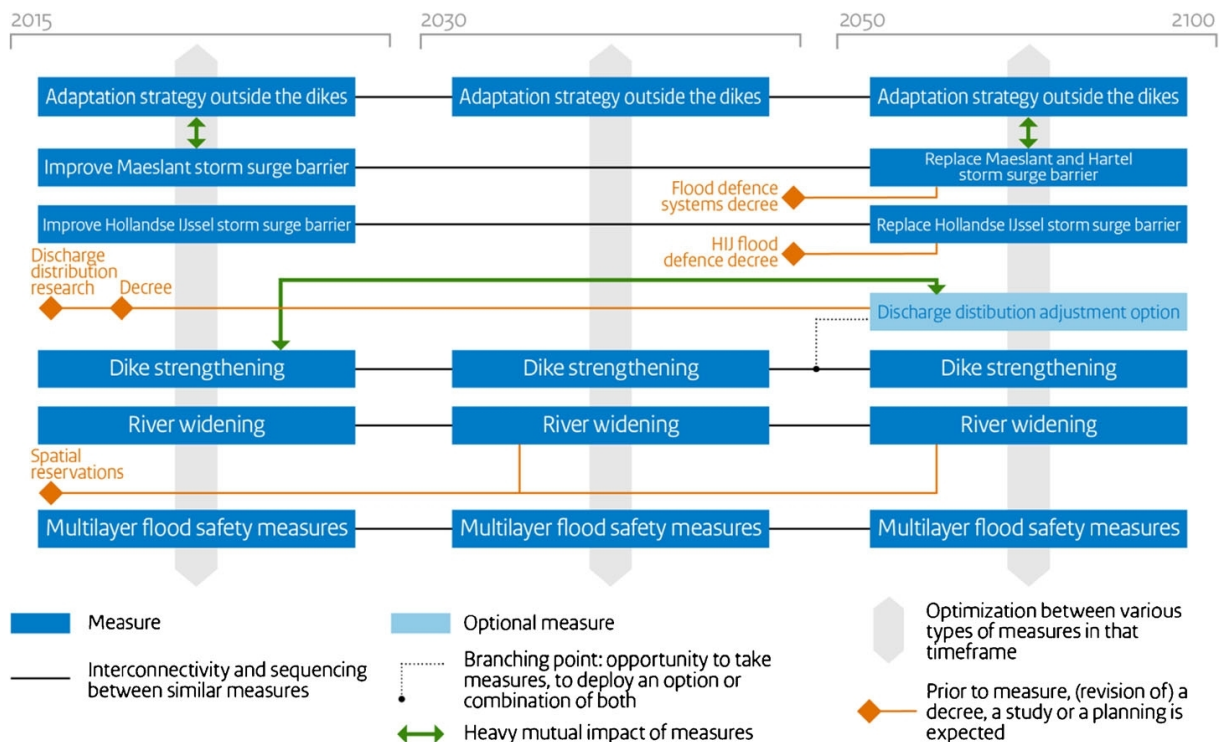 2015
2030
2050
2100
Adaptation strategy outside the dikes
Adaptation strategy outside the dikes
Adaptation strategy outside the dikes
Improve Maeslant storm surge barrier
Replace Maeslant and Hartel
storm surge barrier
Flood defence
systems decree
Improve Hollandse IJssel storm surge barrier
Replace Hollandse IJssel storm surge barrier
HIJ flood
defence decree
Discharge
distribution
research
Decree
Discharge distibution adjustment option
Dike strengthening
Dike strengthening
Dike strengthening
River widening
River widening
River widening
Spatial
reservations
Multilayer flood safety measures
Multilayer flood safety measures
Multilayer flood safety measures
Measure
Interconnectivity and sequencing
between similar measures
Optional measure
Branching point: opportunity to take
measures, to deploy an option or
combination of both
Heavy mutual impact of measures
Optimization between various
types of measures in that
timeframe
Prior to measure, (revision of) a
decree, a study or a planning is
expected